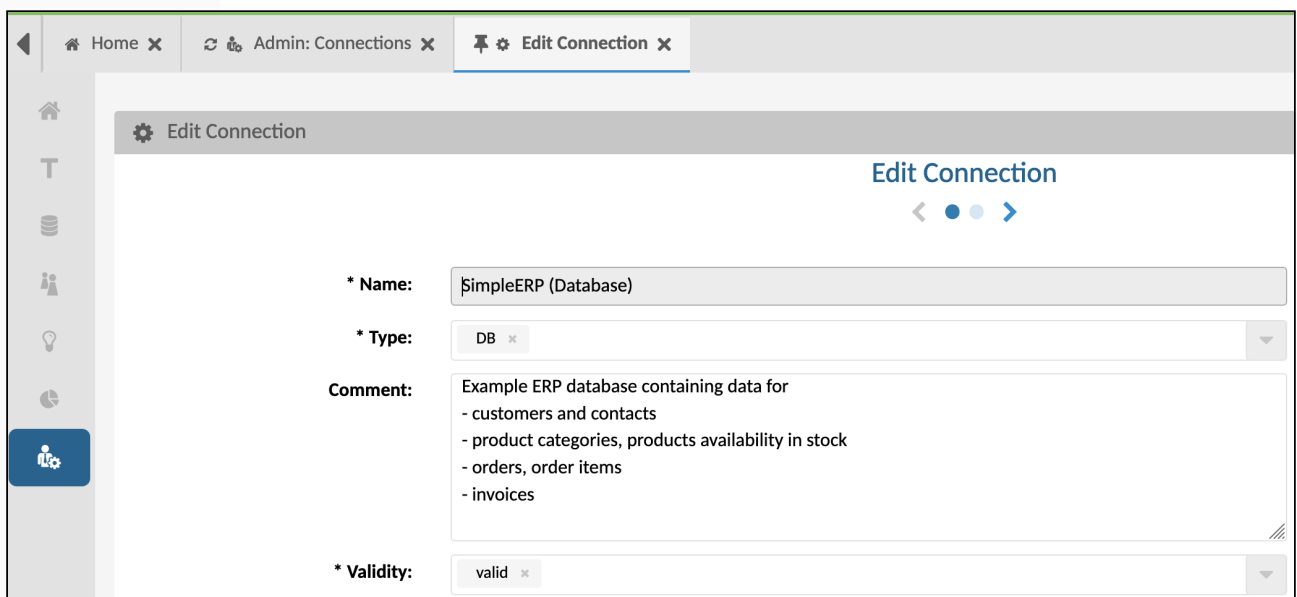 Home
Admin: Connections
Edit Connection
Edit Connection
Edit Connection
* Name:
SimpleERP (Database)
* Type:
DB
Comment:
Example ERP database containing data for
- customers and contacts
- product categories, products availability in stock
- orders, order items
- invoices
* Validity:
valid